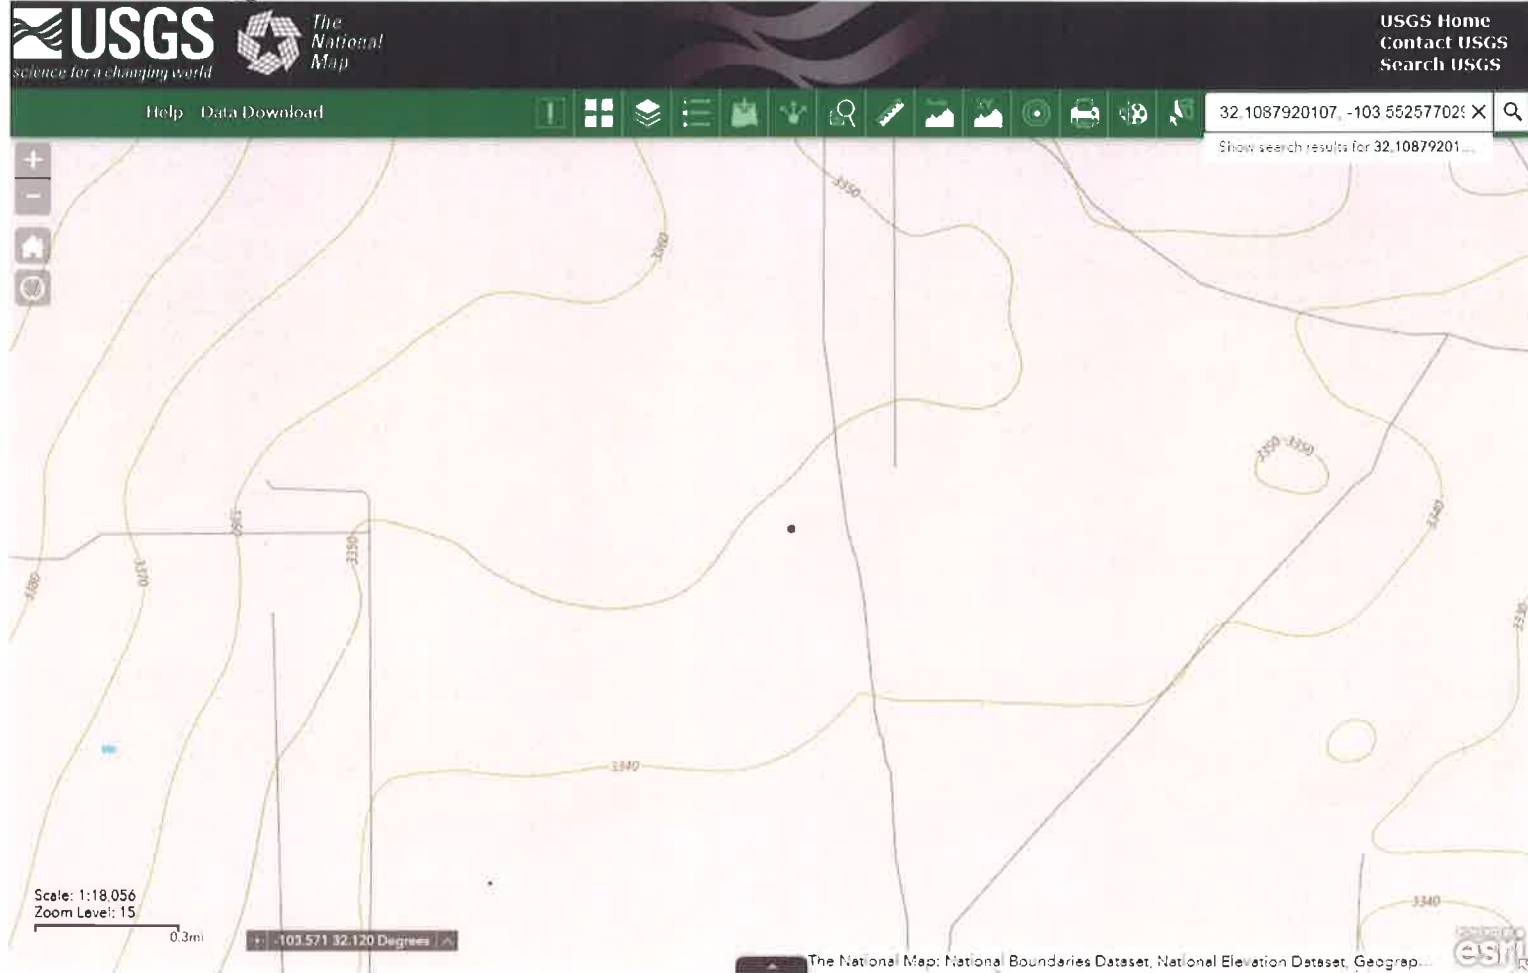 USGS
science for a changing world
The
National
Map
USGS Home
Contact USGS
Search USGS
Help Data Download
32.1087920107, -103.552577029
Show search results for 32.10879201...
3350
3360
3350 3350
3340
3350
3350
3370
3380
3330
3340
3340
Scale: 1:18,056
Zoom Level: 15
0.3mi
-103.571 32.120 Degrees
The National Map: National Boundaries Dataset, National Elevation Dataset, Geograp...
esri